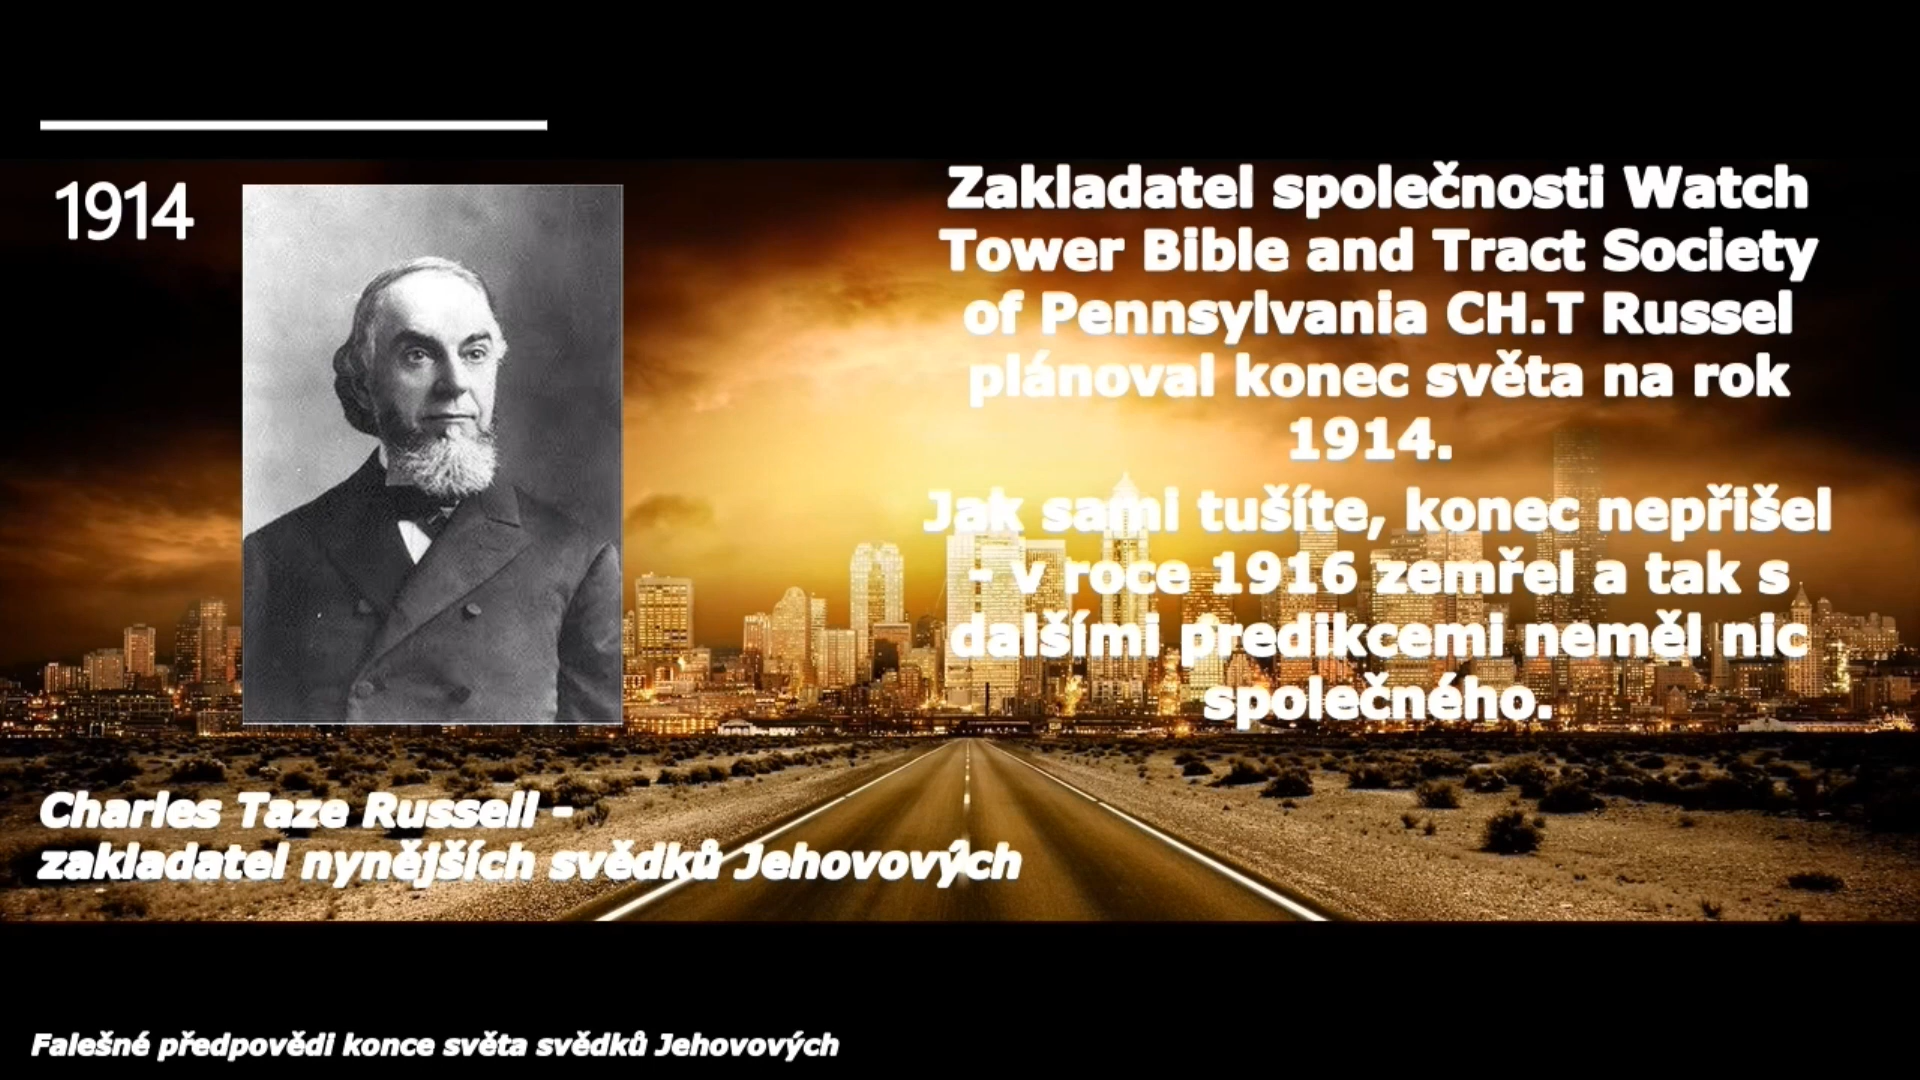 1914
Zakladatel společnosti Watch
Tower Bible and Tract Society
of Pennsylvania CH.T Russel
plánoval konec světa na rok
1914.
Jak sami tušíte, konec nepřišel
- v roce 1916 zemřel a tak s
dalšími predikcemi neměl nic
společného.
Charles Taze Russell -
zakladatel nynějších svědků Jehovových
Falešné předpovědi konce světa svědků Jehovových